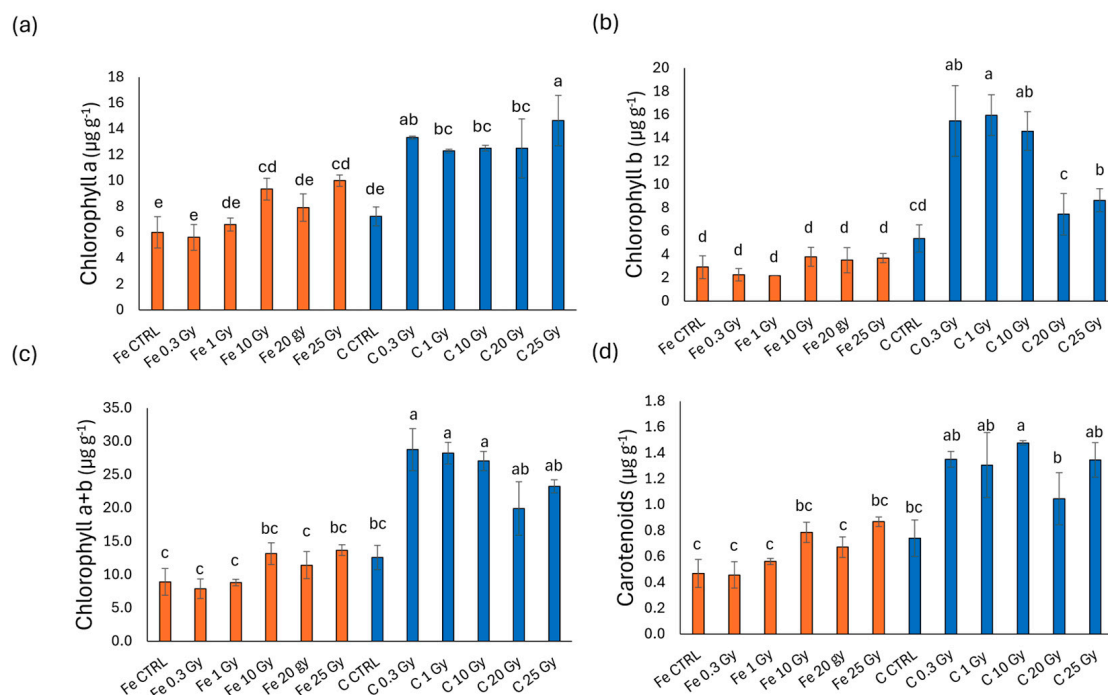 (a)
Chlorophyll a (µg g⁻¹)
18
16
14
12
10
8
6
4
2
0
e e de cd de cd de ab bc bc bc a
Fe CTRL Fe 0.3 Gy Fe 1 Gy Fe 10 Gy Fe 20 gy Fe 25 Gy C CTRL C 0.3 Gy C 1 Gy C 10 Gy C 20 Gy C 25 Gy
(b)
Chlorophyll b (µg g⁻¹)
20
18
16
14
12
10
8
6
4
2
0
d d d d d d cd ab a ab c b
Fe CTRL Fe 0.3 Gy Fe 1 Gy Fe 10 Gy Fe 20 gy Fe 25 Gy C CTRL C 0.3 Gy C 1 Gy C 10 Gy C 20 Gy C 25 Gy
(c)
Chlorophyll a+b (µg g⁻¹)
40.0
35.0
30.0
25.0
20.0
15.0
10.0
5.0
0.0
c c c bc c bc bc a a a ab ab
Fe CTRL Fe 0.3 Gy Fe 1 Gy Fe 10 Gy Fe 20 gy Fe 25 Gy C CTRL C 0.3 Gy C 1 Gy C 10 Gy C 20 Gy C 25 Gy
(d)
Carotenoids (µg g⁻¹)
1.8
1.6
1.4
1.2
1.0
0.8
0.6
0.4
0.2
0.0
c c c bc c bc bc ab ab a b ab
Fe CTRL Fe 0.3 Gy Fe 1 Gy Fe 10 Gy Fe 20 gy Fe 25 Gy C CTRL C 0.3 Gy C 1 Gy C 10 Gy C 20 Gy C 25 Gy